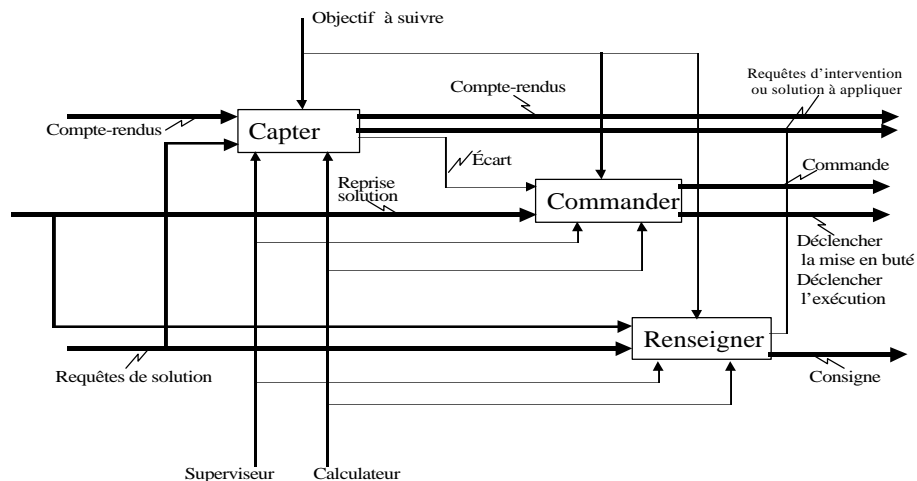 Objectif à suivre
Requêtes d'intervention
ou solution à appliquer
Compte-rendus
Compte-rendus
Capter
Écart
Commande
Reprise
solution
Commander
Déclencher
la mise en buté
Déclencher
l'exécution
Renseigner
Requêtes de solution
Consigne
Superviseur
Calculateur